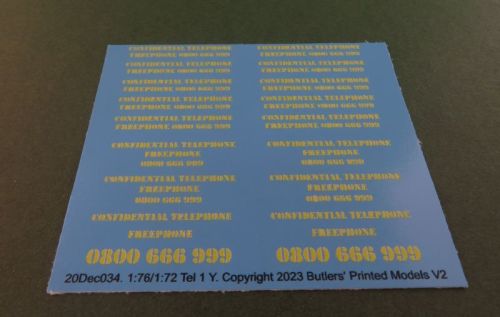 CONFIDENTIAL TELEPHONE CONFIDENTIAL TELEPHONE
FREEPHONE 0800 666 999 FREEPHONE 0800 666 999
CONFIDENTIAL TELEPHONE CONFIDENTIAL TELEPHONE
FREEPHONE 0800 666 999 FREEPHONE 0800 666 999
CONFIDENTIAL TELEPHONE CONFIDENTIAL TELEPHONE
FREEPHONE 0800 666 999 FREEPHONE 0800 666 999
CONFIDENTIAL TELEPHONE CONFIDENTIAL TELEPHONE
FREEPHONE 0800 666 999 FREEPHONE 0800 666 999
CONFIDENTIAL TELEPHONE CONFIDENTIAL TELEPHONE
FREEPHONE 0800 666 999 FREEPHONE 0800 666 999
CONFIDENTIAL TELEPHONE CONFIDENTIAL TELEPHONE
FREEPHONE FREEPHONE
0800 666 999 0800 666 999
CONFIDENTIAL TELEPHONE CONFIDENTIAL TELEPHONE
FREEPHONE FREEPHONE
0800 666 999 0800 666 999
CONFIDENTIAL TELEPHONE CONFIDENTIAL TELEPHONE
FREEPHONE FREEPHONE
0800 666 999 0800 666 999
20Dec034. 1:76/1:72 Tel 1 Y. Copyright 2023 Butlers' Printed Models V2